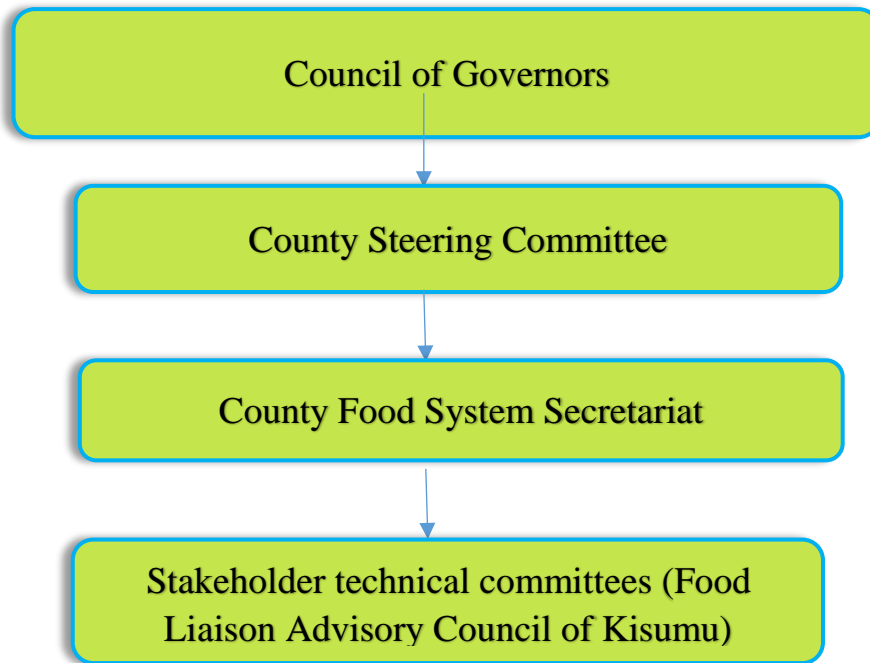 Council of Governors
County Steering Committee
County Food System Secretariat
Stakeholder technical committees (Food
Liaison Advisory Council of Kisumu)